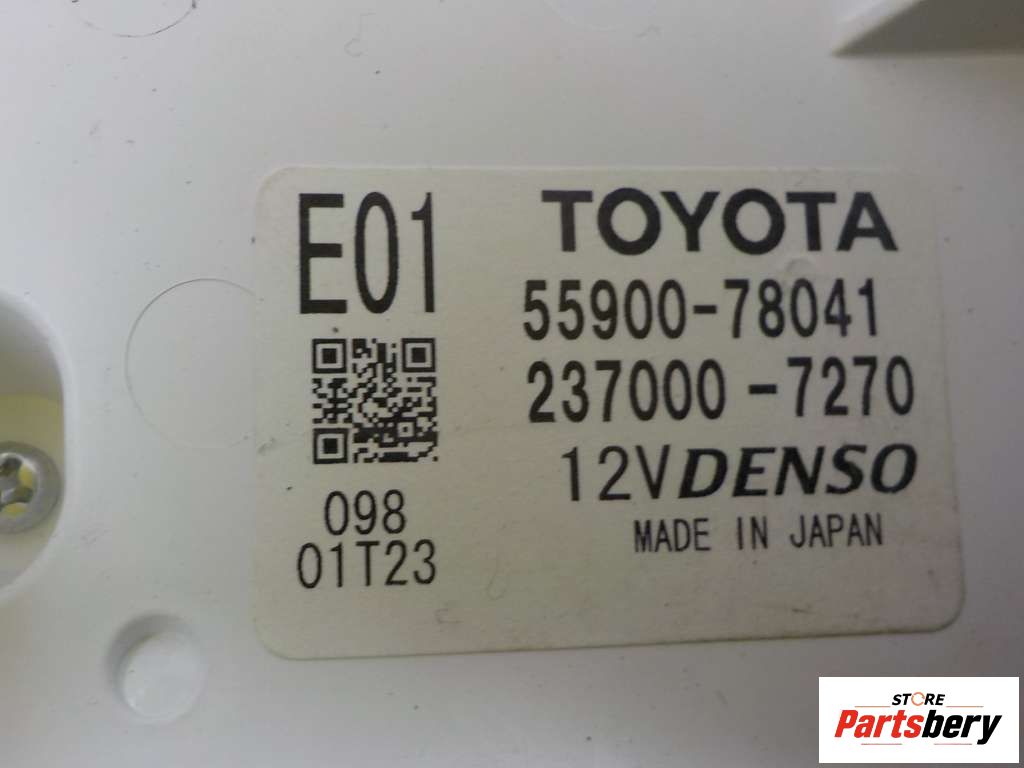 E01
TOYOTA
55900-78041
237000-7270
12V DENSO
MADE IN JAPAN
098
01T23
STORE
Partsbery